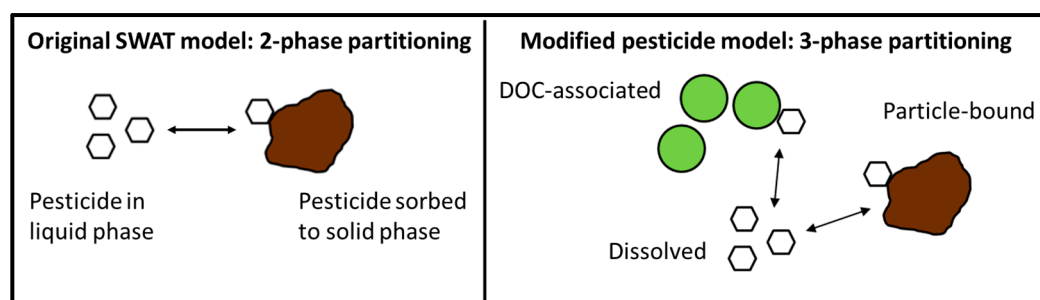 Original SWAT model: 2-phase partitioning
Pesticide in
liquid phase
Pesticide sorbed
to solid phase
Modified pesticide model: 3-phase partitioning
DOC-associated
Particle-bound
Dissolved